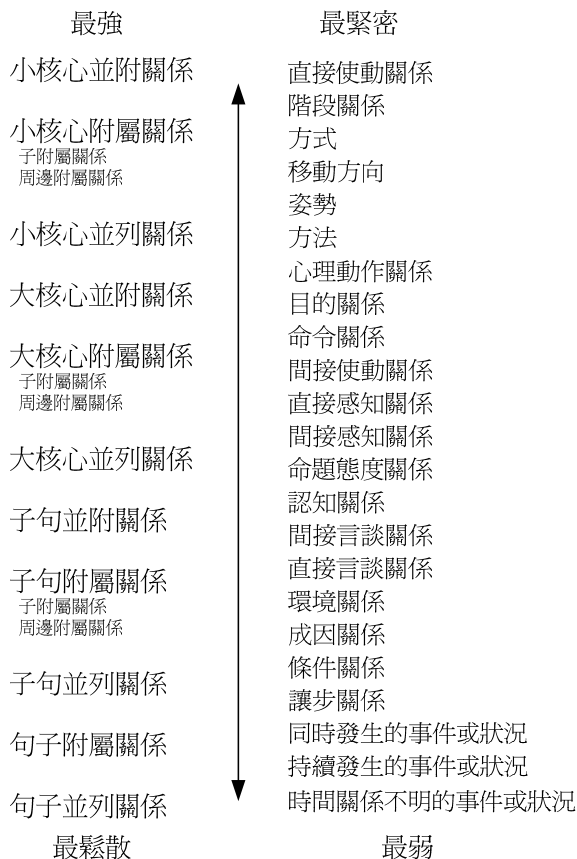 最強
小核心並附關係
小核心附屬關係
子附屬關係
周邊附屬關係
小核心並列關係
大核心並附關係
大核心附屬關係
子附屬關係
周邊附屬關係
大核心並列關係
子句並附關係
子句附屬關係
子附屬關係
周邊附屬關係
子句並列關係
句子附屬關係
句子並列關係
最鬆散
最緊密
直接使動關係
階段關係
方式
移動方向
姿勢
方法
心理動作關係
目的關係
命令關係
間接使動關係
直接感知關係
間接感知關係
命題態度關係
認知關係
間接言談關係
直接言談關係
環境關係
成因關係
條件關係
讓步關係
同時發生的事件或狀況
持續發生的事件或狀況
時間關係不明的事件或狀況
最弱